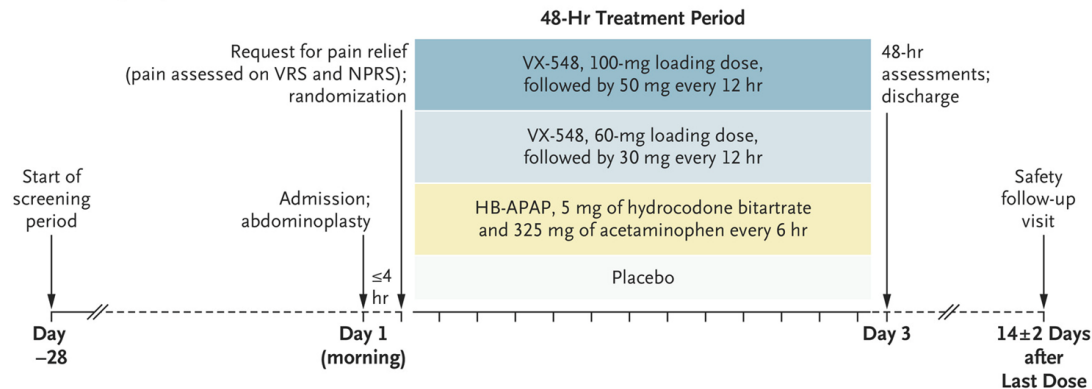 48-Hr Treatment Period
Request for pain relief
(pain assessed on VRS and NPRS);
randomization
VX-548, 100-mg loading dose,
followed by 50 mg every 12 hr
48-hr
assessments;
discharge
VX-548, 60-mg loading dose,
followed by 30 mg every 12 hr
Start of
screening
period
Admission;
abdominoplasty
HB-APAP, 5 mg of hydrocodone bitartrate
and 325 mg of acetaminophen every 6 hr
Safety
follow-up
visit
≤4
hr
Placebo
Day
−28
Day 1
(morning)
Day 3
14±2 Days
after
Last Dose